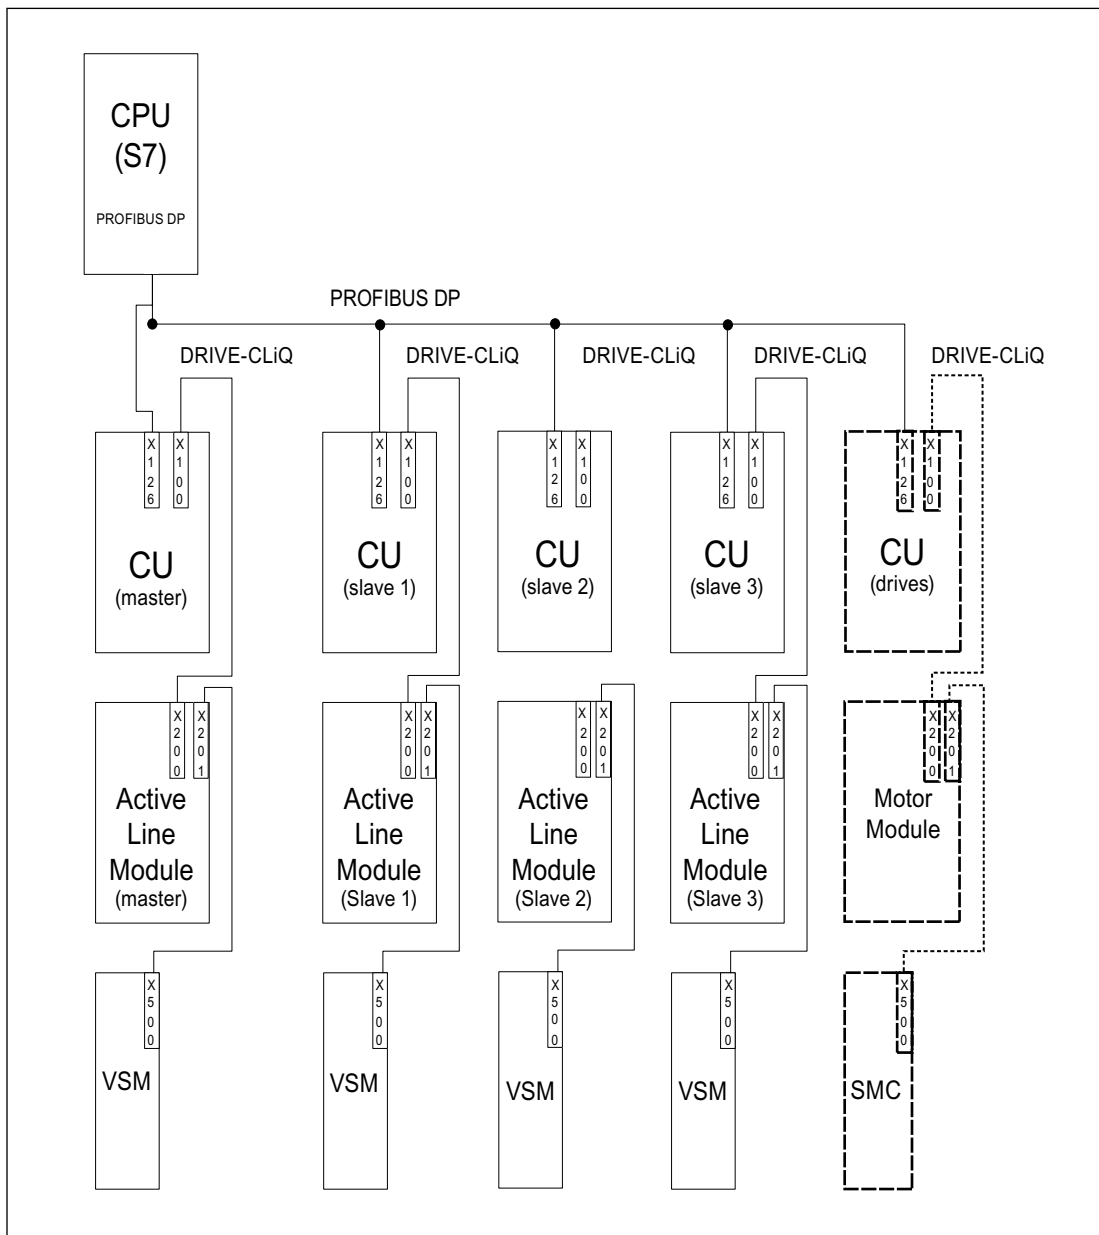 CPU
(S7)
PROFIBUS DP
PROFIBUS DP
DRIVE-CLiQ
DRIVE-CLiQ
DRIVE-CLiQ
DRIVE-CLiQ
DRIVE-CLiQ
X126
X100
CU
(master)
X126
X100
CU
(slave 1)
X126
X100
CU
(slave 2)
X126
X100
CU
(slave 3)
X126
X100
CU
(drives)
X200
X201
Active
Line
Module
(master)
X200
X201
Active
Line
Module
(Slave 1)
X200
X201
Active
Line
Module
(Slave 2)
X200
X201
Active
Line
Module
(Slave 3)
X200
X201
Motor
Module
X500
VSM
X500
VSM
X500
VSM
X500
VSM
X500
SMC